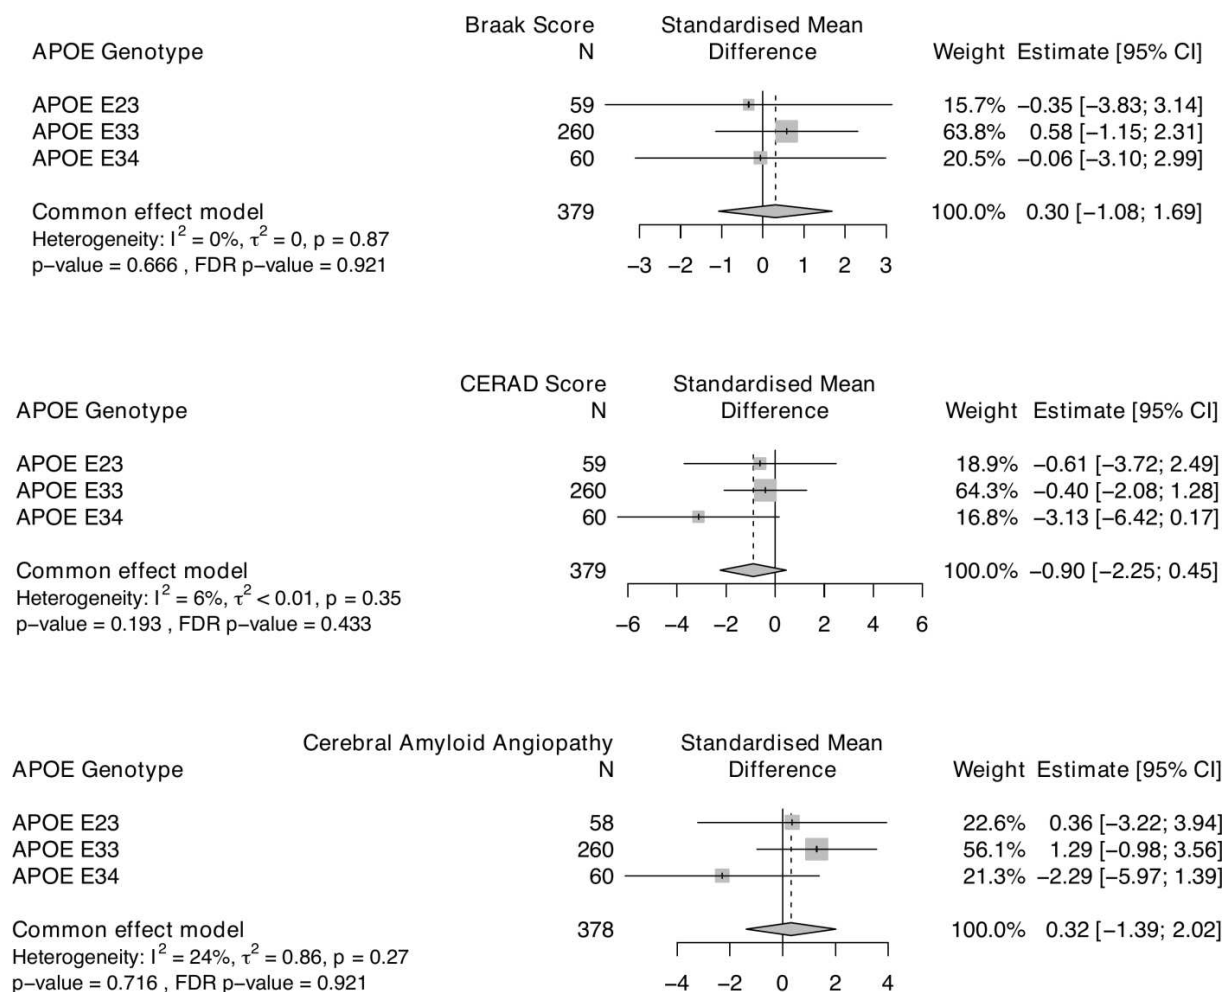 Braak Score Standardised Mean
APOE Genotype N Difference Weight Estimate [95% CI]
APOE E23 59 15.7% −0.35 [−3.83; 3.14]
APOE E33 260 63.8% 0.58 [−1.15; 2.31]
APOE E34 60 20.5% −0.06 [−3.10; 2.99]
Common effect model 379 100.0% 0.30 [−1.08; 1.69]
Heterogeneity: I² = 0%, τ² = 0, p = 0.87
p−value = 0.666 , FDR p−value = 0.921
−3 −2 −1 0 1 2 3
CERAD Score Standardised Mean
APOE Genotype N Difference Weight Estimate [95% CI]
APOE E23 59 18.9% −0.61 [−3.72; 2.49]
APOE E33 260 64.3% −0.40 [−2.08; 1.28]
APOE E34 60 16.8% −3.13 [−6.42; 0.17]
Common effect model 379 100.0% −0.90 [−2.25; 0.45]
Heterogeneity: I² = 6%, τ² < 0.01, p = 0.35
p−value = 0.193 , FDR p−value = 0.433
−6 −4 −2 0 2 4 6
Cerebral Amyloid Angiopathy Standardised Mean
APOE Genotype N Difference Weight Estimate [95% CI]
APOE E23 58 22.6% 0.36 [−3.22; 3.94]
APOE E33 260 56.1% 1.29 [−0.98; 3.56]
APOE E34 60 21.3% −2.29 [−5.97; 1.39]
Common effect model 378 100.0% 0.32 [−1.39; 2.02]
Heterogeneity: I² = 24%, τ² = 0.86, p = 0.27
p−value = 0.716 , FDR p−value = 0.921
−4 −2 0 2 4